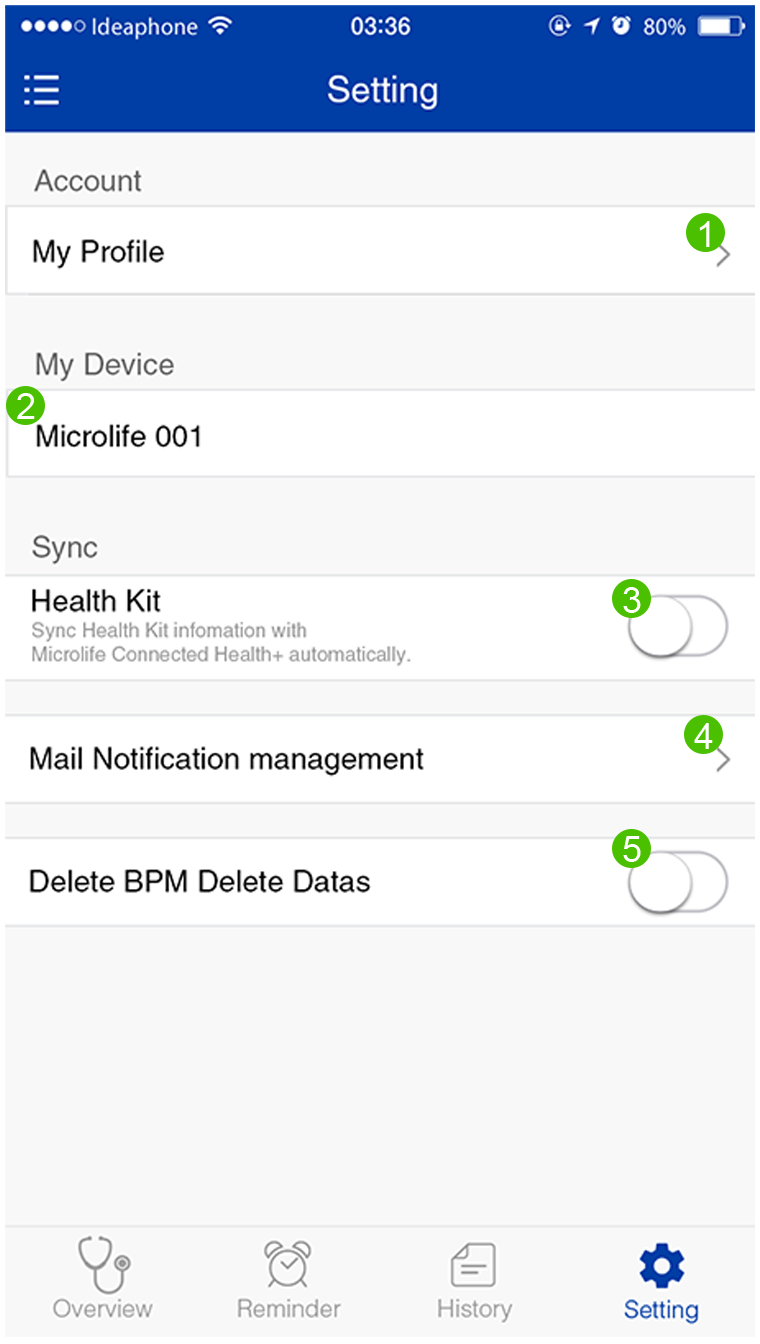 Ideaphone 03:36 80%
Setting
Account
My Profile 1
My Device
2
Microlife 001
Sync
Health Kit 3
Sync Health Kit infomation with
Microlife Connected Health+ automatically.
Mail Notification management 4
5
Delete BPM Delete Datas
Overview Reminder History Setting